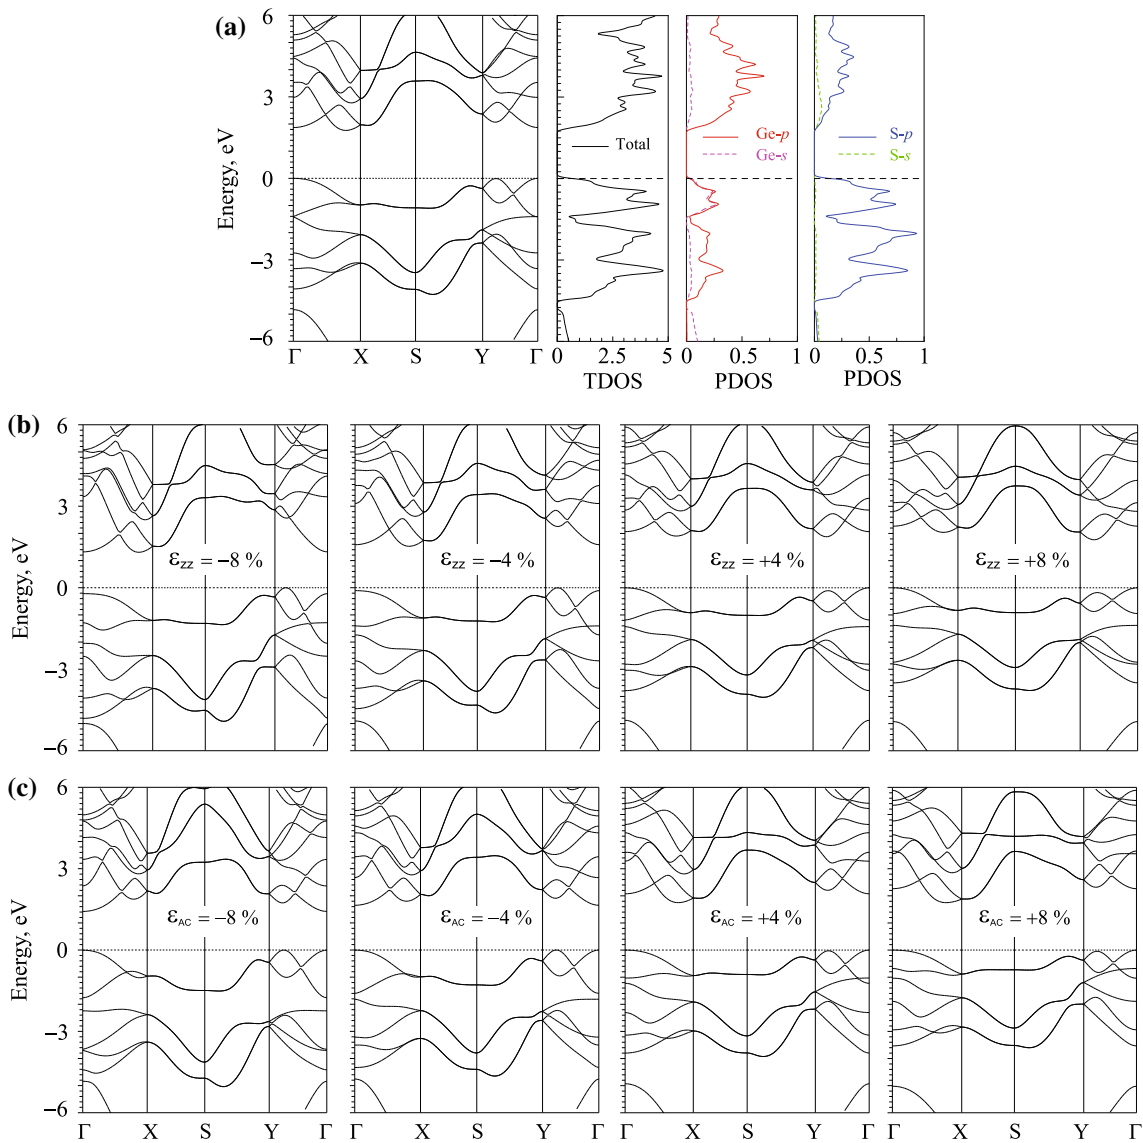 (a)
6
3
0
−3
−6
Energy, eV
Γ X S Y Γ
Total
0 2.5 5
TDOS
Ge-p
Ge-s
0 0.5 1
PDOS
S-p
S-s
0 0.5 1
PDOS
(b)
6
3
0
−3
−6
Energy, eV
εZZ = −8 %
εZZ = −4 %
εZZ = +4 %
εZZ = +8 %
(c)
6
3
0
−3
−6
Energy, eV
εAC = −8 %
εAC = −4 %
εAC = +4 %
εAC = +8 %
Γ X S Y Γ
Γ X S Y Γ
Γ X S Y Γ
Γ X S Y Γ